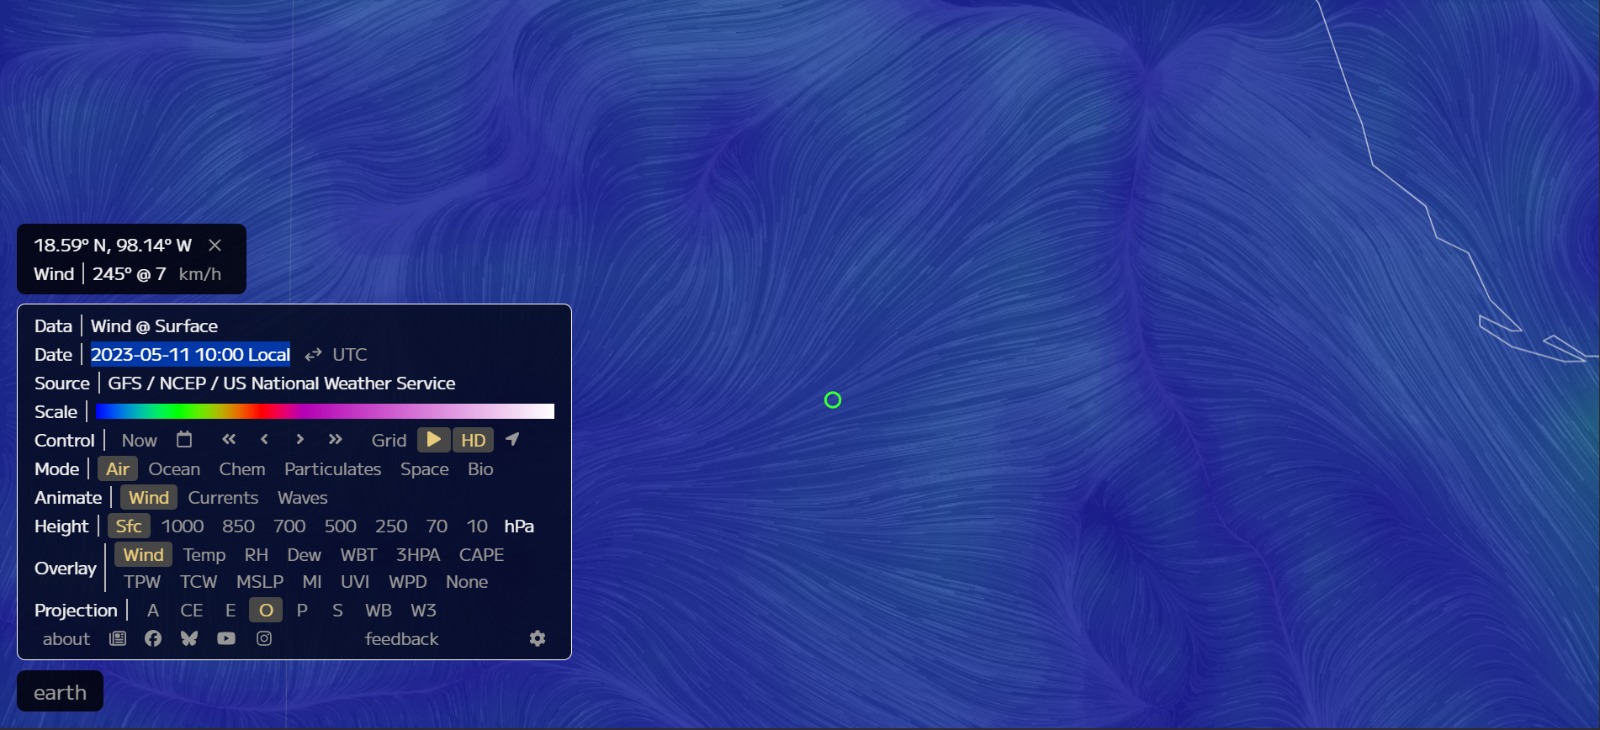 18.59° N, 98.14° W ×
Wind | 245° @ 7 km/h
Data | Wind @ Surface
Date | 2023-05-11 10:00 Local ⇄ UTC
Source | GFS / NCEP / US National Weather Service
Scale |
Control | Now « ‹ › » Grid ▶ HD
Mode | Air Ocean Chem Particulates Space Bio
Animate | Wind Currents Waves
Height | Sfc 1000 850 700 500 250 70 10 hPa
Overlay | Wind Temp RH Dew WBT 3HPA CAPE
TPW TCW MSLP MI UVI WPD None
Projection | A CE E O P S WB W3
about feedback
earth